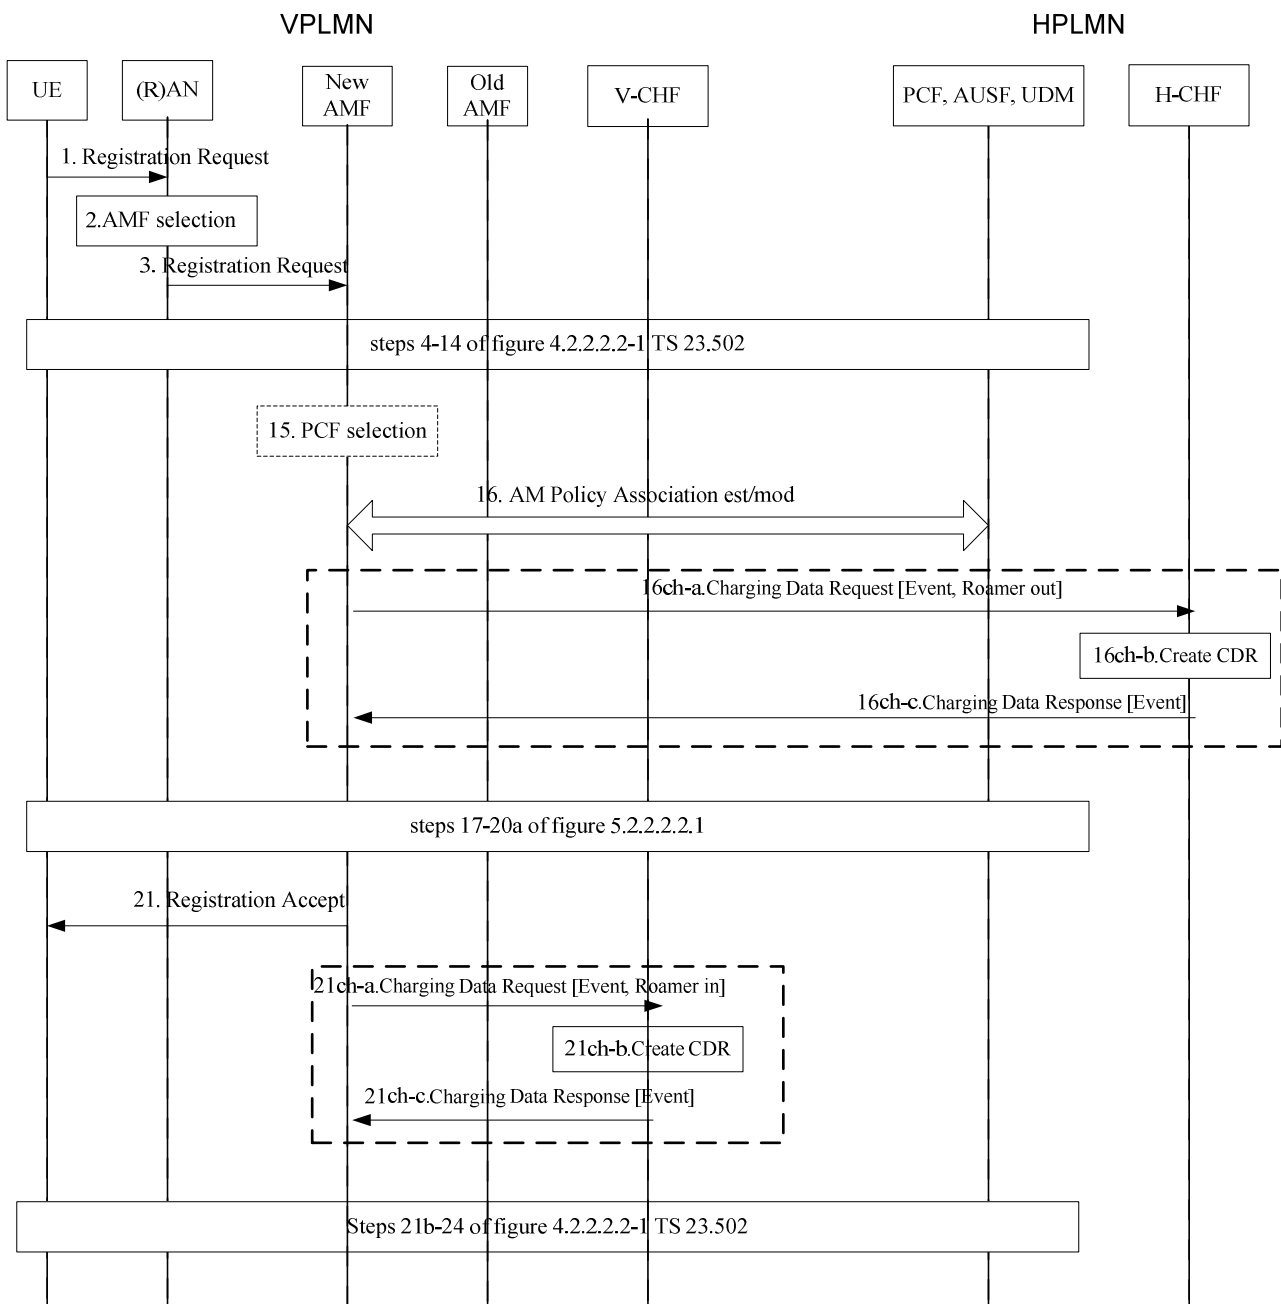 VPLMN
HPLMN
UE
(R)AN
New
AMF
Old
AMF
V-CHF
PCF, AUSF, UDM
H-CHF
1. Registration Request
2.AMF selection
3. Registration Request
steps 4-14 of figure 4.2.2.2.2-1 TS 23.502
15. PCF selection
16. AM Policy Association est/mod
16ch-a.Charging Data Request [Event, Roamer out]
16ch-b.Create CDR
16ch-c.Charging Data Response [Event]
steps 17-20a of figure 5.2.2.2.2.1
21. Registration Accept
21ch-a.Charging Data Request [Event, Roamer in]
21ch-b.Create CDR
21ch-c.Charging Data Response [Event]
Steps 21b-24 of figure 4.2.2.2.2-1 TS 23.502